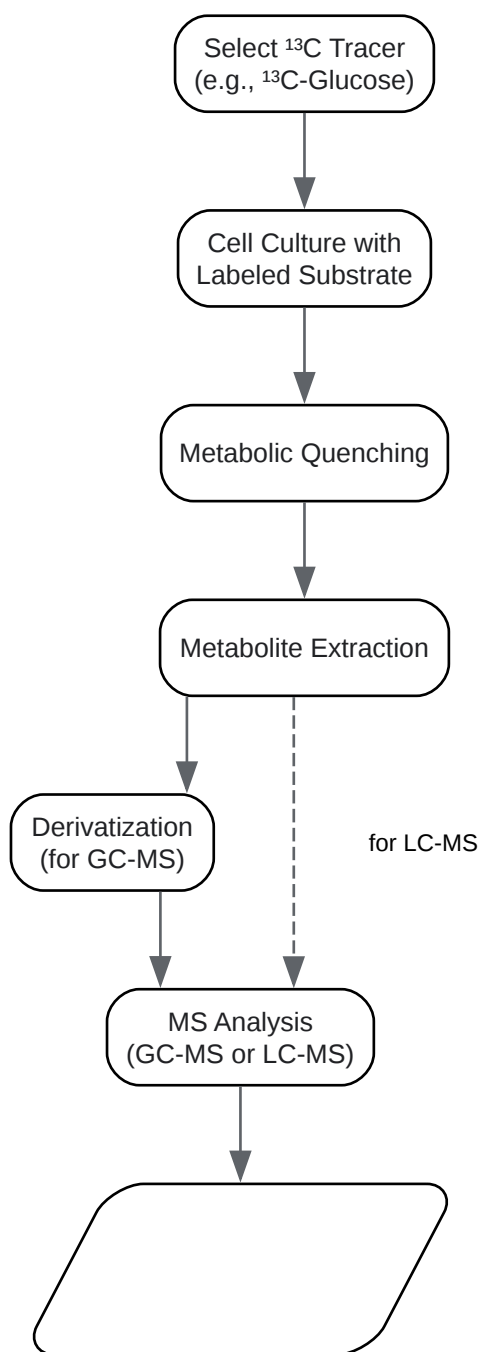 Select ¹³C Tracer
(e.g., ¹³C-Glucose)
Cell Culture with
Labeled Substrate
Metabolic Quenching
Metabolite Extraction
Derivatization
(for GC-MS)
for LC-MS
MS Analysis
(GC-MS or LC-MS)